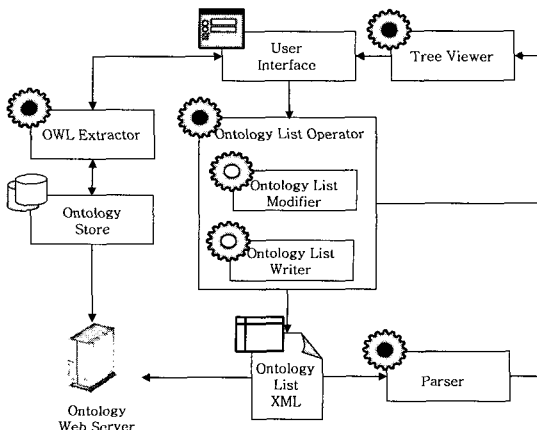 User
Interface
Tree Viewer
OWL Extractor
Ontology List Operator
Ontology List
Modifier
Ontology
Store
Ontology List
Writer
Ontology
List
XML
Parser
Ontology
Web Server